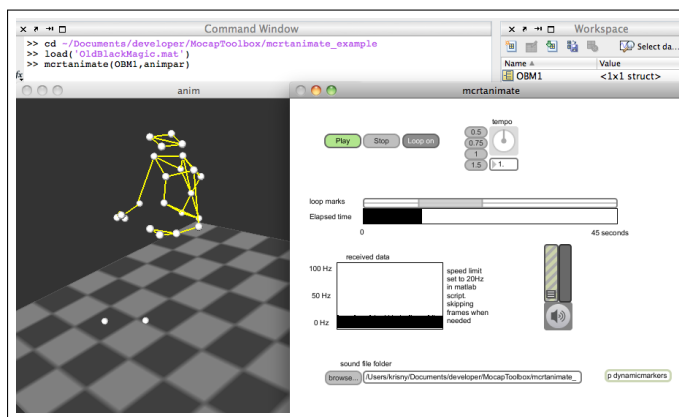 Command Window
>> cd ~/Documents/developer/MocapToolbox/mcrtanimate_example
>> load('OldBlackMagic.mat')
>> mcrtanimate(OBM1,animpar)
fx
Workspace
Select da...
Name
Value
OBM1
<1x1 struct>
anim
mcrtanimate
Play
Stop
Loop on
tempo
0.5
0.75
1
1.5
1.
loop marks
Elapsed time
0
45 seconds
received data
100 Hz
50 Hz
0 Hz
speed limit
set to 20Hz
in matlab
script.
skipping
frames when
needed
sound file folder
browse...
/Users/krisny/Documents/developer/MocapToolbox/mcrtanimate_
p dynamicmarkers